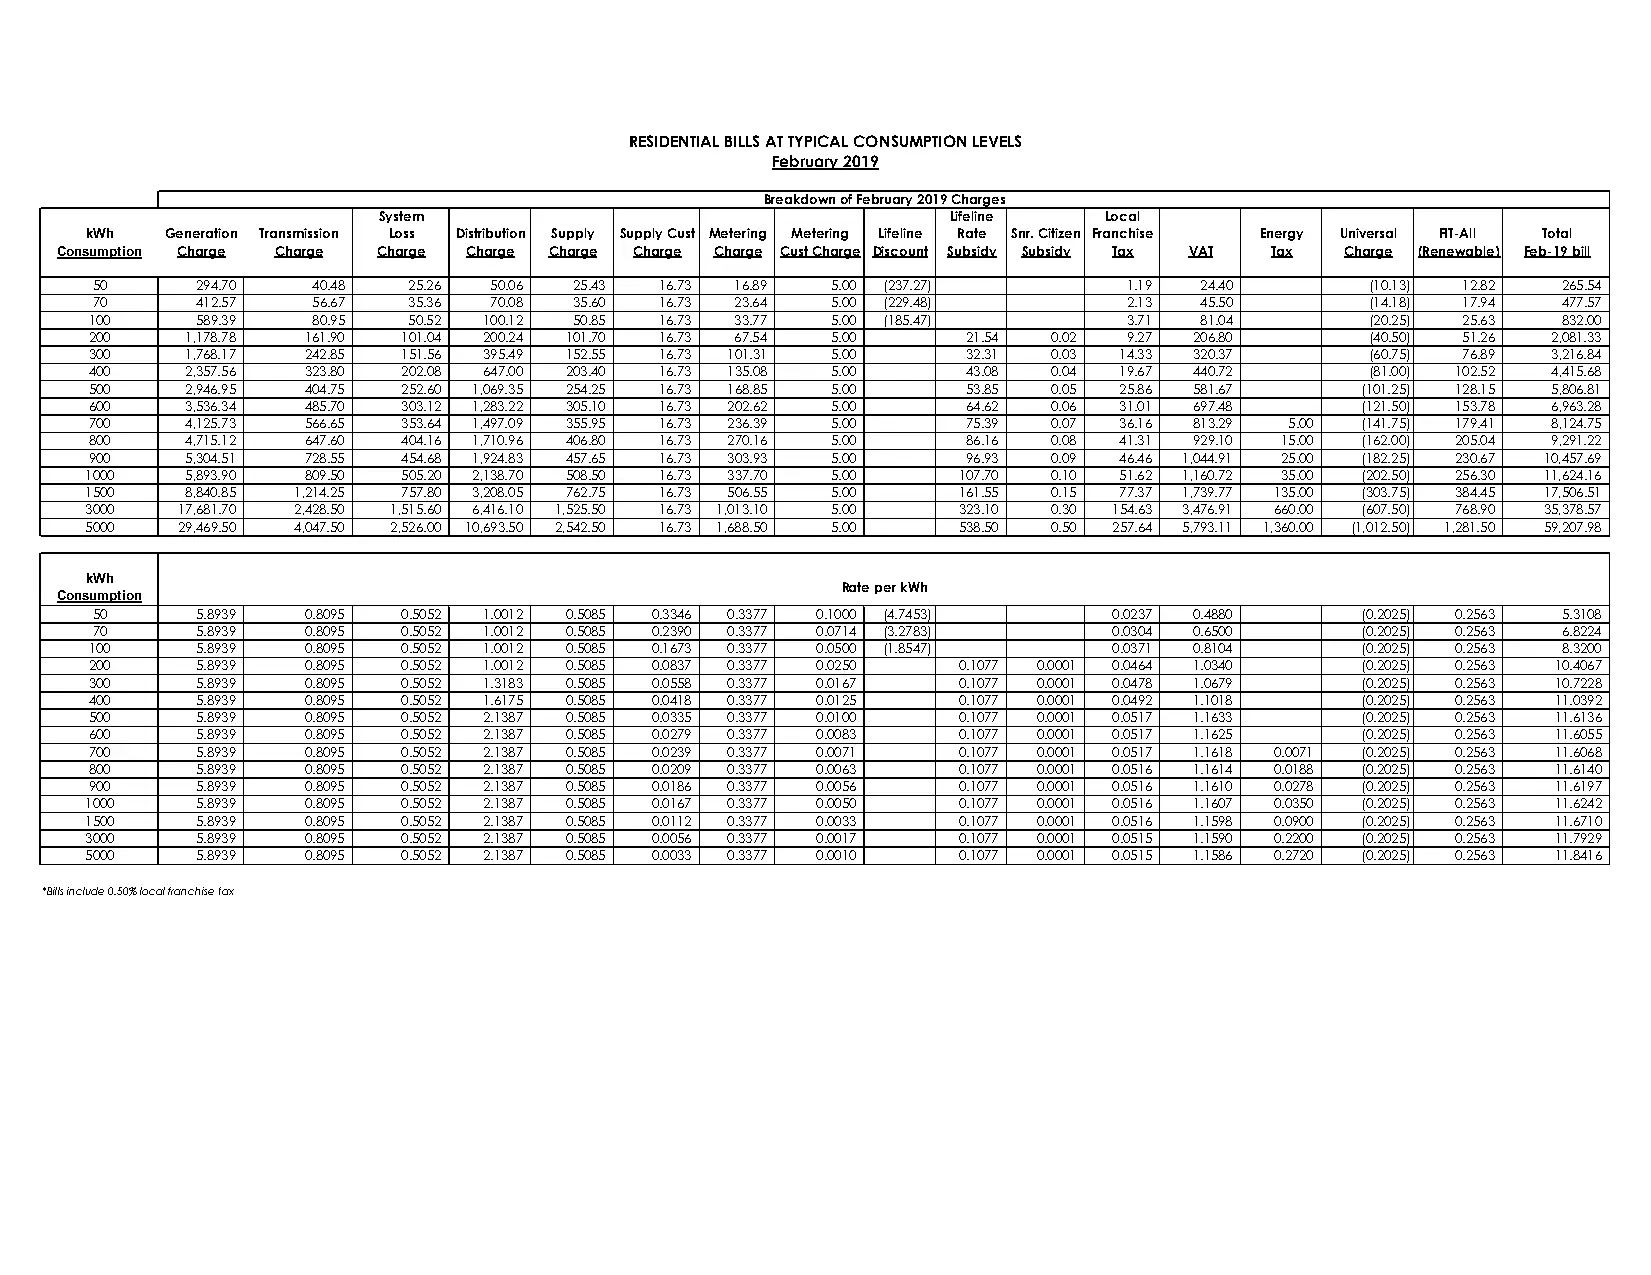 RESIDENTIAL BILLS AT TYPICAL CONSUMPTION LEVELS
February 2019
Breakdown of February 2019 Charges
kWh Consumption Generation Charge Transmission Charge System Loss Charge Distribution Charge Supply Charge Supply Cust Charge Metering Charge Metering Cust Charge Lifeline Discount Lifeline Rate Subsidy Snr. Citizen Subsidy Local Franchise Tax VAT Energy Tax Universal Charge FIT-All (Renewable) Total Feb-19 bill
50 294.70 40.48 25.26 50.06 25.43 16.73 16.89 5.00 (237.27) 1.19 24.40 (10.13) 12.82 265.54
70 412.57 56.67 35.36 70.08 35.60 16.73 23.64 5.00 (229.48) 2.13 45.50 (14.18) 17.94 477.57
100 589.39 80.95 50.52 100.12 50.85 16.73 33.77 5.00 (185.47) 3.71 81.04 (20.25) 25.63 832.00
200 1,178.78 161.90 101.04 200.24 101.70 16.73 67.54 5.00 21.54 0.02 9.27 206.80 (40.50) 51.26 2,081.33
300 1,768.17 242.85 151.56 395.49 152.55 16.73 101.31 5.00 32.31 0.03 14.33 320.37 (60.75) 76.89 3,216.84
400 2,357.56 323.80 202.08 647.00 203.40 16.73 135.08 5.00 43.08 0.04 19.67 440.72 (81.00) 102.52 4,415.68
500 2,946.95 404.75 252.60 1,069.35 254.25 16.73 168.85 5.00 53.85 0.05 25.86 581.67 (101.25) 128.15 5,806.81
600 3,536.34 485.70 303.12 1,283.22 305.10 16.73 202.62 5.00 64.62 0.06 31.01 697.48 (121.50) 153.78 6,963.28
700 4,125.73 566.65 353.64 1,497.09 355.95 16.73 236.39 5.00 75.39 0.07 36.16 813.29 5.00 (141.75) 179.41 8,124.75
800 4,715.12 647.60 404.16 1,710.96 406.80 16.73 270.16 5.00 86.16 0.08 41.31 929.10 15.00 (162.00) 205.04 9,291.22
900 5,304.51 728.55 454.68 1,924.83 457.65 16.73 303.93 5.00 96.93 0.09 46.46 1,044.91 25.00 (182.25) 230.67 10,457.69
1000 5,893.90 809.50 505.20 2,138.70 508.50 16.73 337.70 5.00 107.70 0.10 51.62 1,160.72 35.00 (202.50) 256.30 11,624.16
1500 8,840.85 1,214.25 757.80 3,208.05 762.75 16.73 506.55 5.00 161.55 0.15 77.37 1,739.77 135.00 (303.75) 384.45 17,506.51
3000 17,681.70 2,428.50 1,515.60 6,416.10 1,525.50 16.73 1,013.10 5.00 323.10 0.30 154.63 3,476.91 660.00 (607.50) 768.90 35,378.57
5000 29,469.50 4,047.50 2,526.00 10,693.50 2,542.50 16.73 1,688.50 5.00 538.50 0.50 257.64 5,793.11 1,360.00 (1,012.50) 1,281.50 59,207.98
kWh Consumption Rate per kWh
50 5.8939 0.8095 0.5052 1.0012 0.5085 0.3346 0.3377 0.1000 (4.7453) 0.0237 0.4880 (0.2025) 0.2563 5.3108
70 5.8939 0.8095 0.5052 1.0012 0.5085 0.2390 0.3377 0.0714 (3.2783) 0.0304 0.6500 (0.2025) 0.2563 6.8224
100 5.8939 0.8095 0.5052 1.0012 0.5085 0.1673 0.3377 0.0500 (1.8547) 0.0371 0.8104 (0.2025) 0.2563 8.3200
200 5.8939 0.8095 0.5052 1.0012 0.5085 0.0837 0.3377 0.0250 0.1077 0.0001 0.0464 1.0340 (0.2025) 0.2563 10.4067
300 5.8939 0.8095 0.5052 1.3183 0.5085 0.0558 0.3377 0.0167 0.1077 0.0001 0.0478 1.0679 (0.2025) 0.2563 10.7228
400 5.8939 0.8095 0.5052 1.6175 0.5085 0.0418 0.3377 0.0125 0.1077 0.0001 0.0492 1.1018 (0.2025) 0.2563 11.0392
500 5.8939 0.8095 0.5052 2.1387 0.5085 0.0335 0.3377 0.0100 0.1077 0.0001 0.0517 1.1633 (0.2025) 0.2563 11.6136
600 5.8939 0.8095 0.5052 2.1387 0.5085 0.0279 0.3377 0.0083 0.1077 0.0001 0.0517 1.1625 (0.2025) 0.2563 11.6055
700 5.8939 0.8095 0.5052 2.1387 0.5085 0.0239 0.3377 0.0071 0.1077 0.0001 0.0517 1.1618 0.0071 (0.2025) 0.2563 11.6068
800 5.8939 0.8095 0.5052 2.1387 0.5085 0.0209 0.3377 0.0063 0.1077 0.0001 0.0516 1.1614 0.0188 (0.2025) 0.2563 11.6140
900 5.8939 0.8095 0.5052 2.1387 0.5085 0.0186 0.3377 0.0056 0.1077 0.0001 0.0516 1.1610 0.0278 (0.2025) 0.2563 11.6197
1000 5.8939 0.8095 0.5052 2.1387 0.5085 0.0167 0.3377 0.0050 0.1077 0.0001 0.0516 1.1607 0.0350 (0.2025) 0.2563 11.6242
1500 5.8939 0.8095 0.5052 2.1387 0.5085 0.0112 0.3377 0.0033 0.1077 0.0001 0.0516 1.1598 0.0900 (0.2025) 0.2563 11.6710
3000 5.8939 0.8095 0.5052 2.1387 0.5085 0.0056 0.3377 0.0017 0.1077 0.0001 0.0515 1.1590 0.2200 (0.2025) 0.2563 11.7929
5000 5.8939 0.8095 0.5052 2.1387 0.5085 0.0033 0.3377 0.0010 0.1077 0.0001 0.0515 1.1586 0.2720 (0.2025) 0.2563 11.8416
*Bills include 0.50% local franchise tax